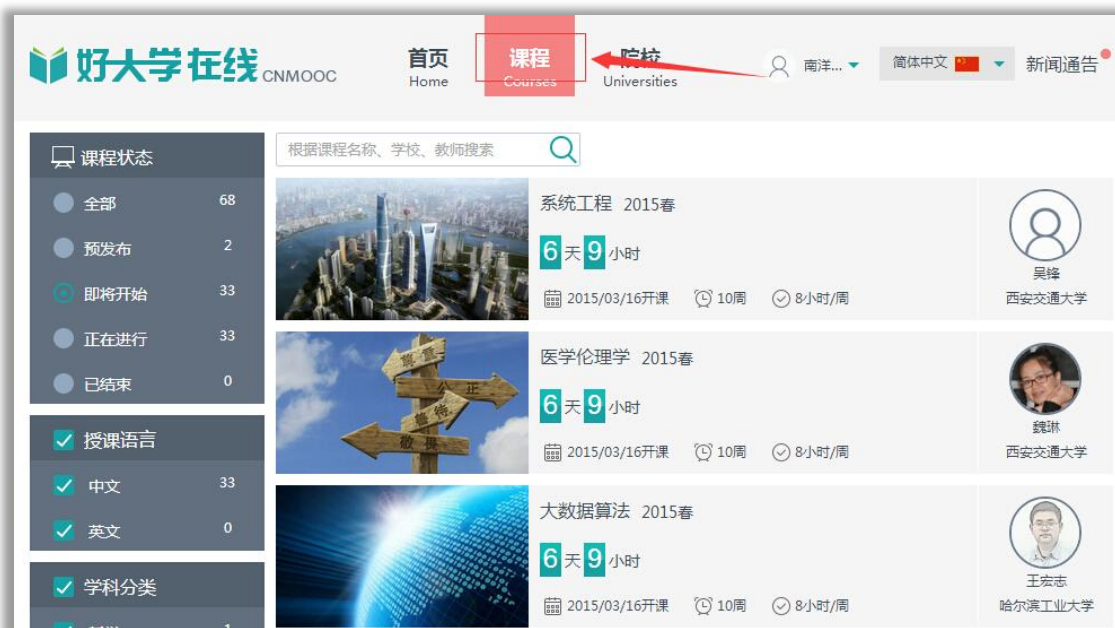 好大学在线 CNMOOC
首页
Home
课程
Courses
院校
Universities
南洋...
简体中文
新闻通告
课程状态
全部 68
预发布 2
即将开始 33
正在进行 33
已结束 0
授课语言
中文 33
英文 0
学科分类
根据课程名称、学校、教师搜索
系统工程 2015春
6天9小时
2015/03/16开课 10周 8小时/周
吴锋
西安交通大学
医学伦理学 2015春
6天9小时
2015/03/16开课 10周 8小时/周
公正
敬畏
魏琳
西安交通大学
大数据算法 2015春
6天9小时
2015/03/16开课 10周 8小时/周
王宏志
哈尔滨工业大学